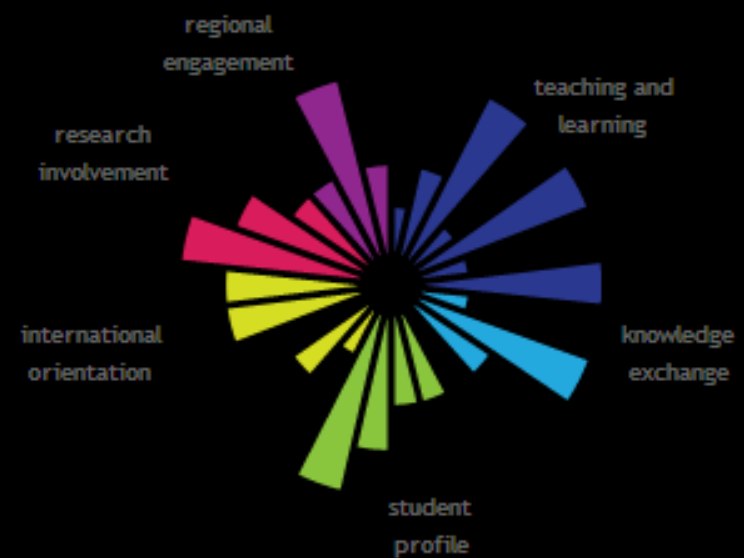 regional
engagement
teaching and
learning
research
involvement
international
orientation
knowledge
exchange
student
profile